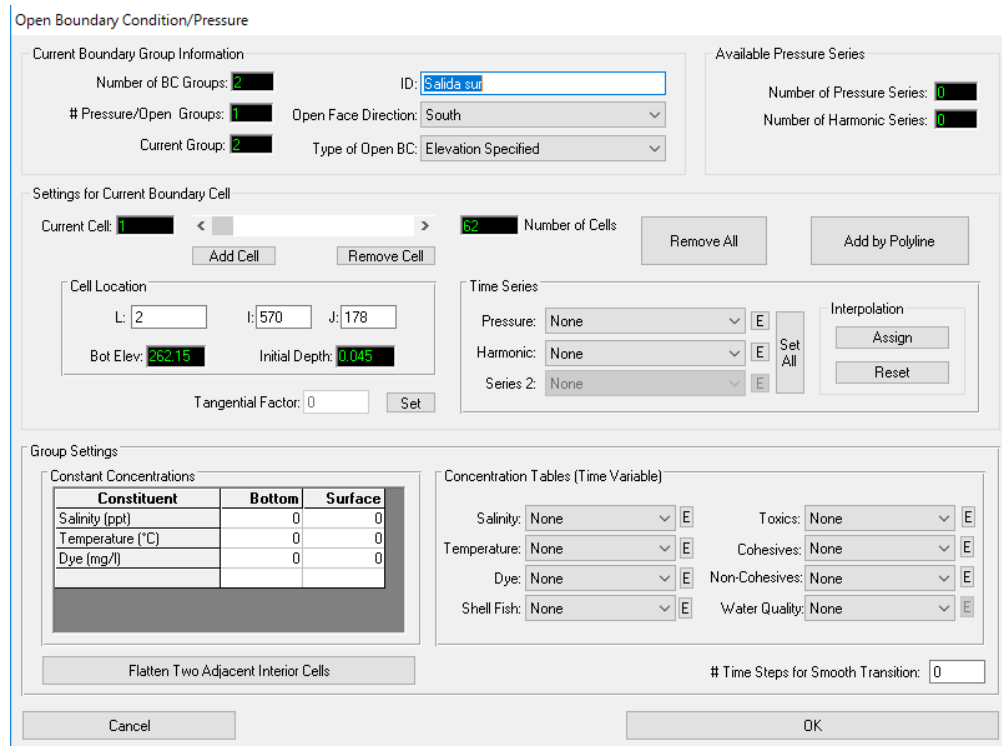 Open Boundary Condition/Pressure
Current Boundary Group Information
Number of BC Groups: 2
ID: Salida sur
# Pressure/Open Groups: 1
Open Face Direction: South
Current Group: 2
Type of Open BC: Elevation Specified
Available Pressure Series
Number of Pressure Series: 0
Number of Harmonic Series: 0
Settings for Current Boundary Cell
Current Cell: 1
62 Number of Cells
Add Cell
Remove Cell
Remove All
Add by Polyline
Cell Location
L: 2 I: 570 J: 178
Bot Elev: 262.15 Initial Depth: 0.045
Tangential Factor: 0 Set
Time Series
Pressure: None E
Harmonic: None E
Series 2: None E
Set
All
Interpolation
Assign
Reset
Group Settings
Constant Concentrations
Constituent Bottom Surface
Salinity (ppt) 0 0
Temperature (°C) 0 0
Dye (mg/l) 0 0
Flatten Two Adjacent Interior Cells
Concentration Tables (Time Variable)
Salinity: None E Toxics: None E
Temperature: None E Cohesives: None E
Dye: None E Non-Cohesives: None E
Shell Fish: None E Water Quality: None E
# Time Steps for Smooth Transition: 0
Cancel
OK